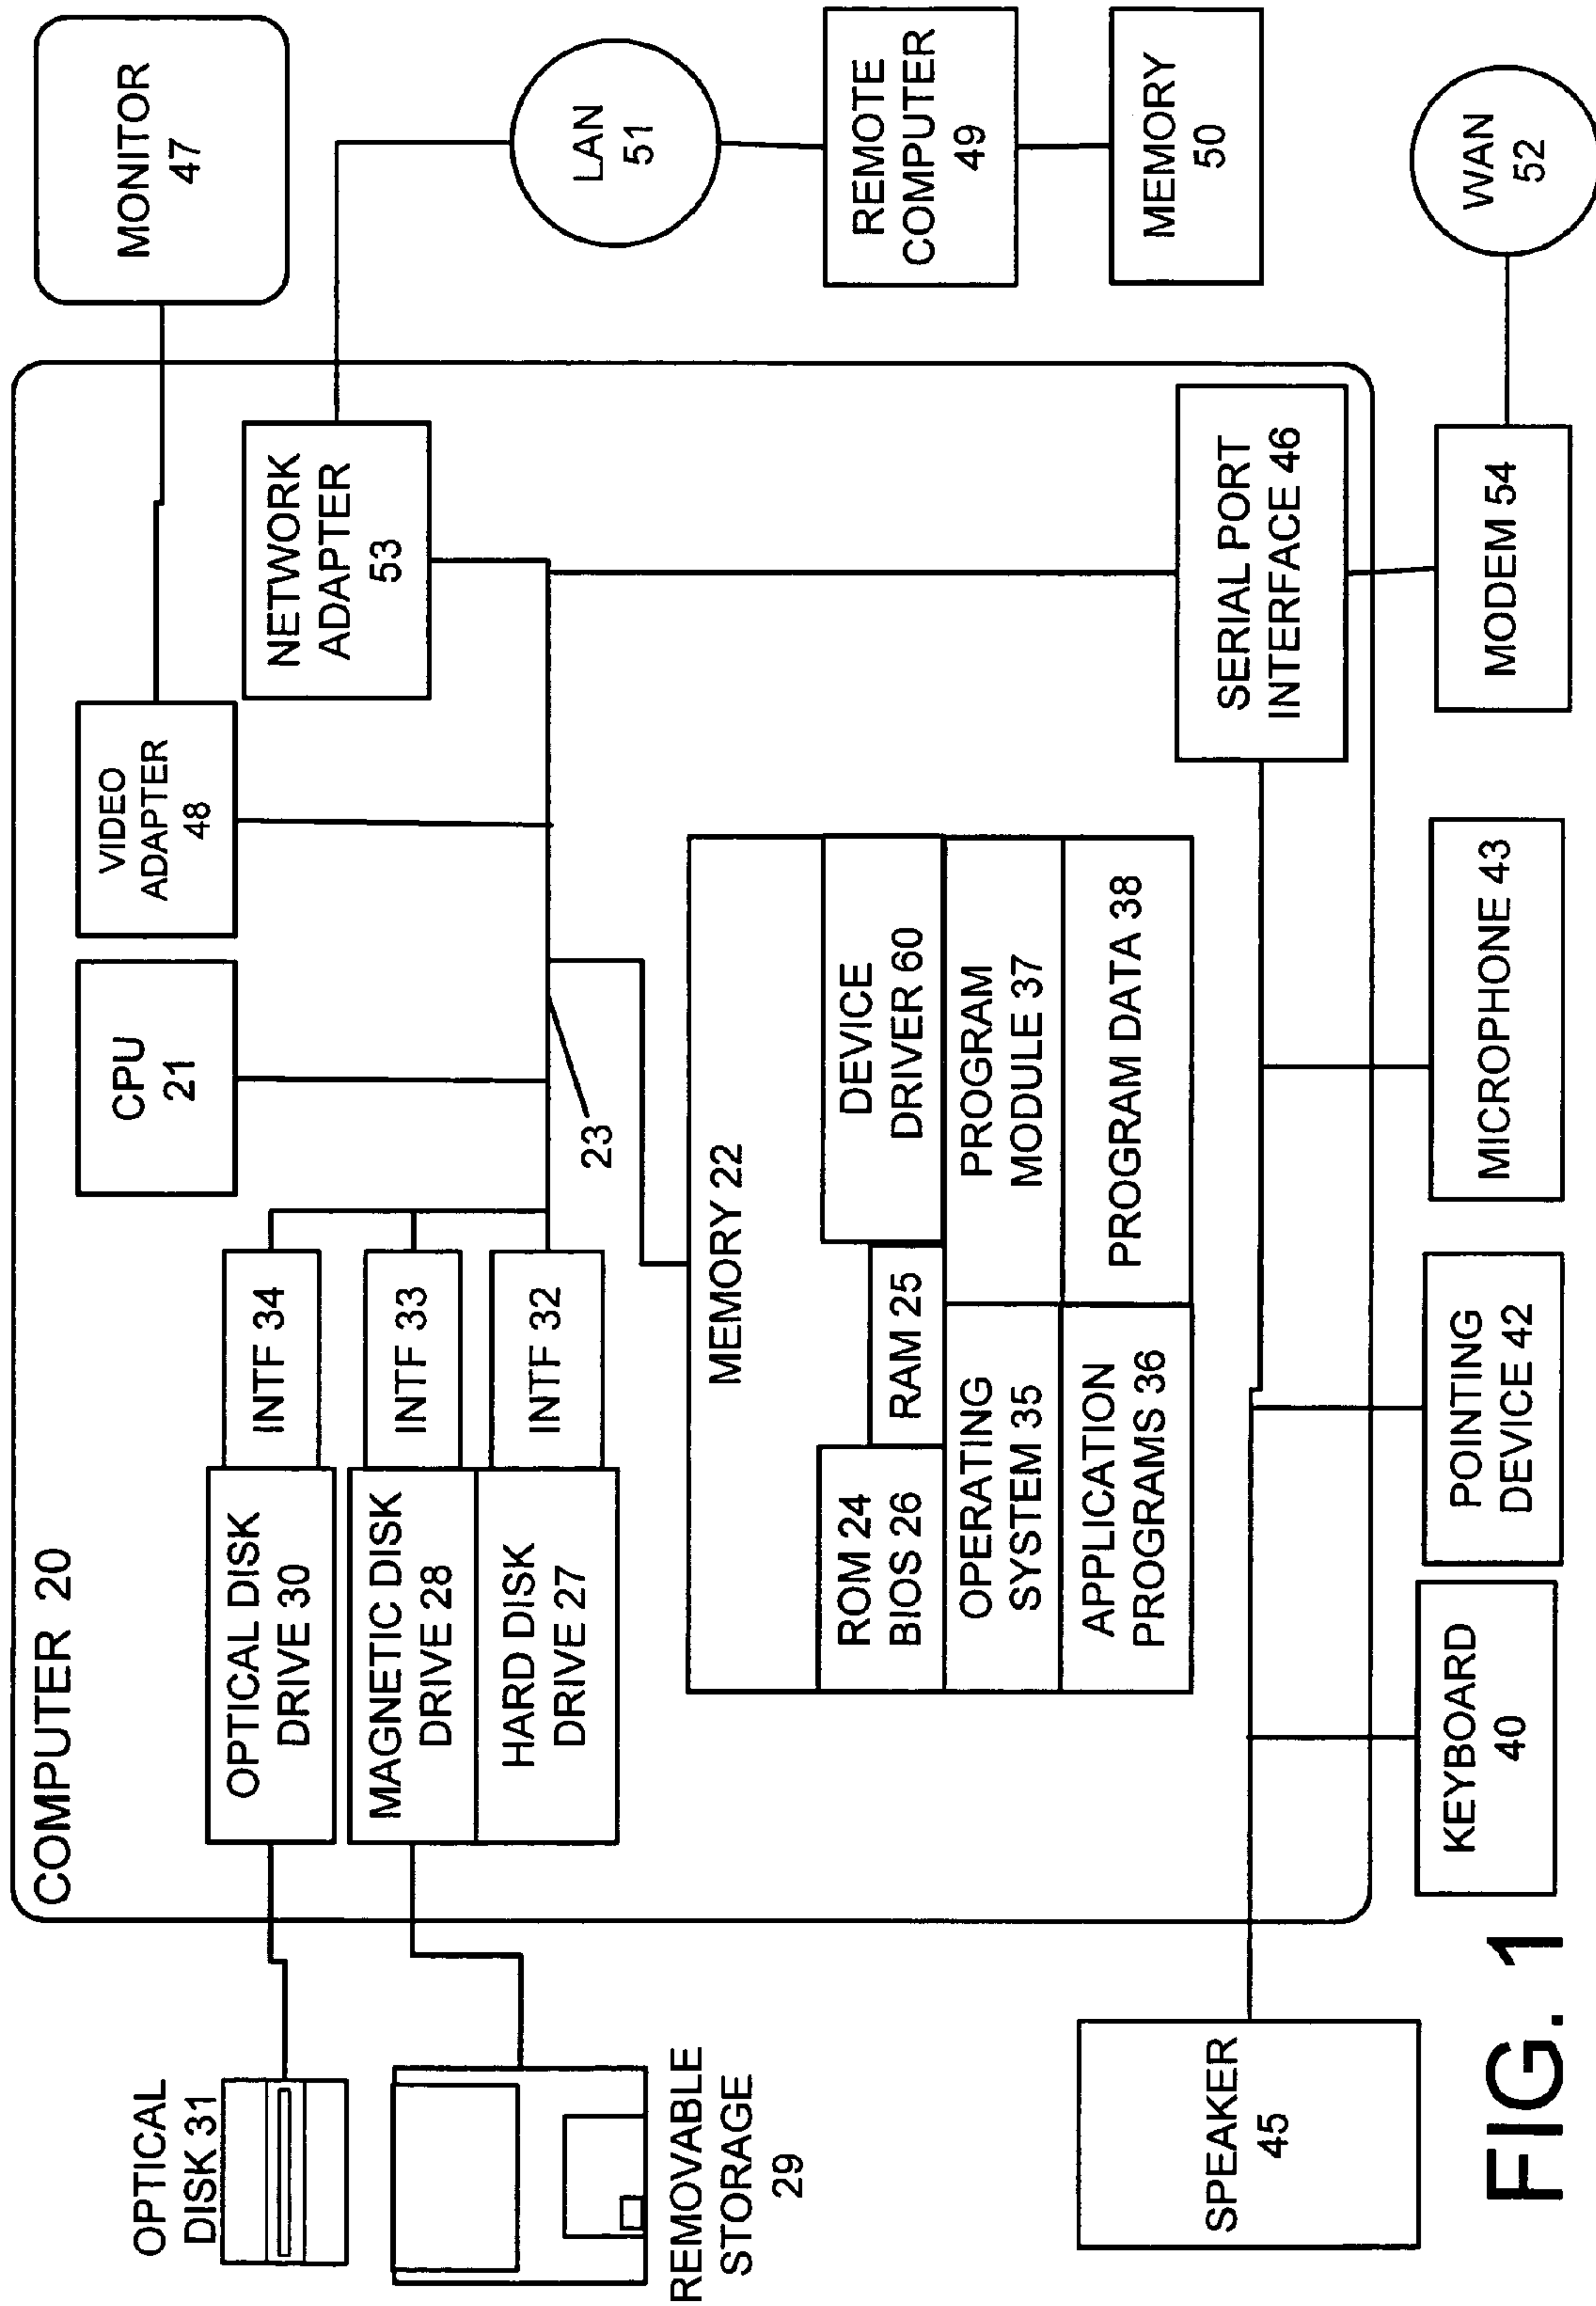 COMPUTER 20
MONITOR
47
VIDEO
ADAPTER
48
CPU
21
NETWORK
ADAPTER
53
LAN
51
REMOTE
COMPUTER
49
MEMORY
50
WAN
52
OPTICAL
DISK 31
OPTICAL DISK
DRIVE 30
INTF 34
MAGNETIC DISK
DRIVE 28
INTF 33
HARD DISK
DRIVE 27
INTF 32
23
REMOVABLE
STORAGE
29
MEMORY 22
ROM 24
BIOS 26
RAM 25
DEVICE
DRIVER 60
OPERATING
SYSTEM 35
PROGRAM
MODULE 37
APPLICATION
PROGRAMS 36
PROGRAM DATA 38
SERIAL PORT
INTERFACE 46
SPEAKER
45
KEYBOARD
40
POINTING
DEVICE 42
MICROPHONE 43
MODEM 54
FIG. 1